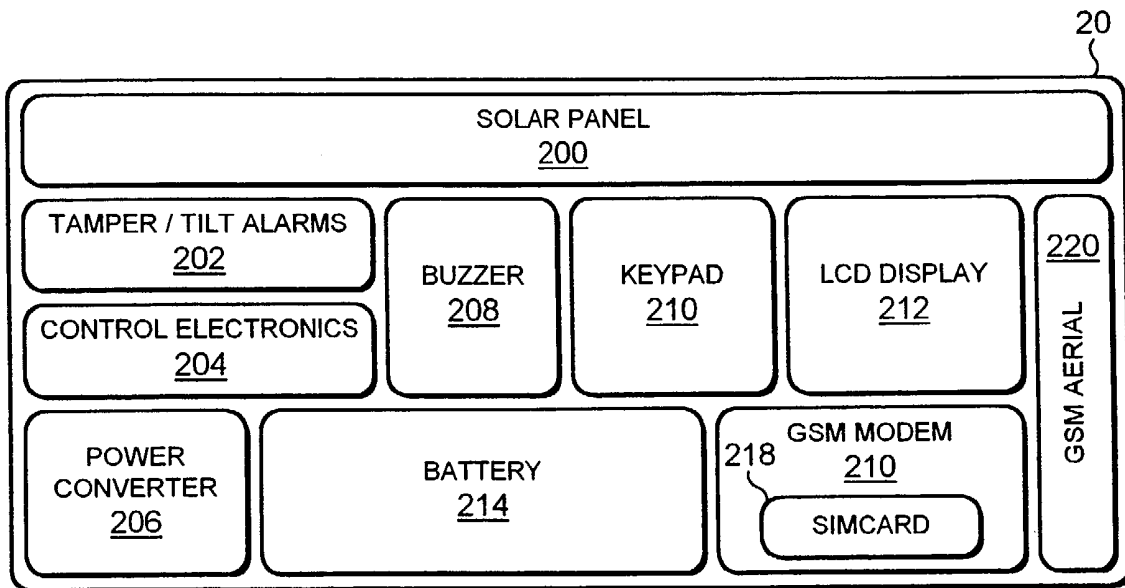 20
SOLAR PANEL
200
TAMPER / TILT ALARMS
202
CONTROL ELECTRONICS
204
BUZZER
208
KEYPAD
210
LCD DISPLAY
212
220
GSM AERIAL
POWER
CONVERTER
206
BATTERY
214
GSM MODEM
210
218
SIMCARD